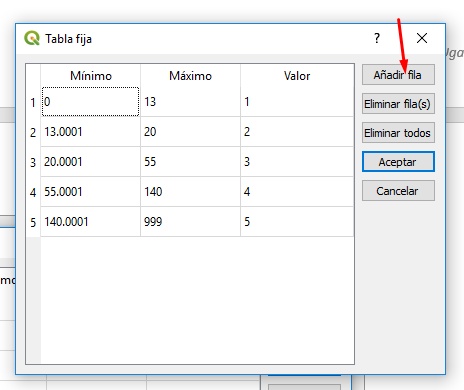 Tabla fija
?
Mínimo Máximo Valor
1 0 13 1
2 13.0001 20 2
3 20.0001 55 3
4 55.0001 140 4
5 140.0001 999 5
Añadir fila
Eliminar fila(s)
Eliminar todos
Aceptar
Cancelar